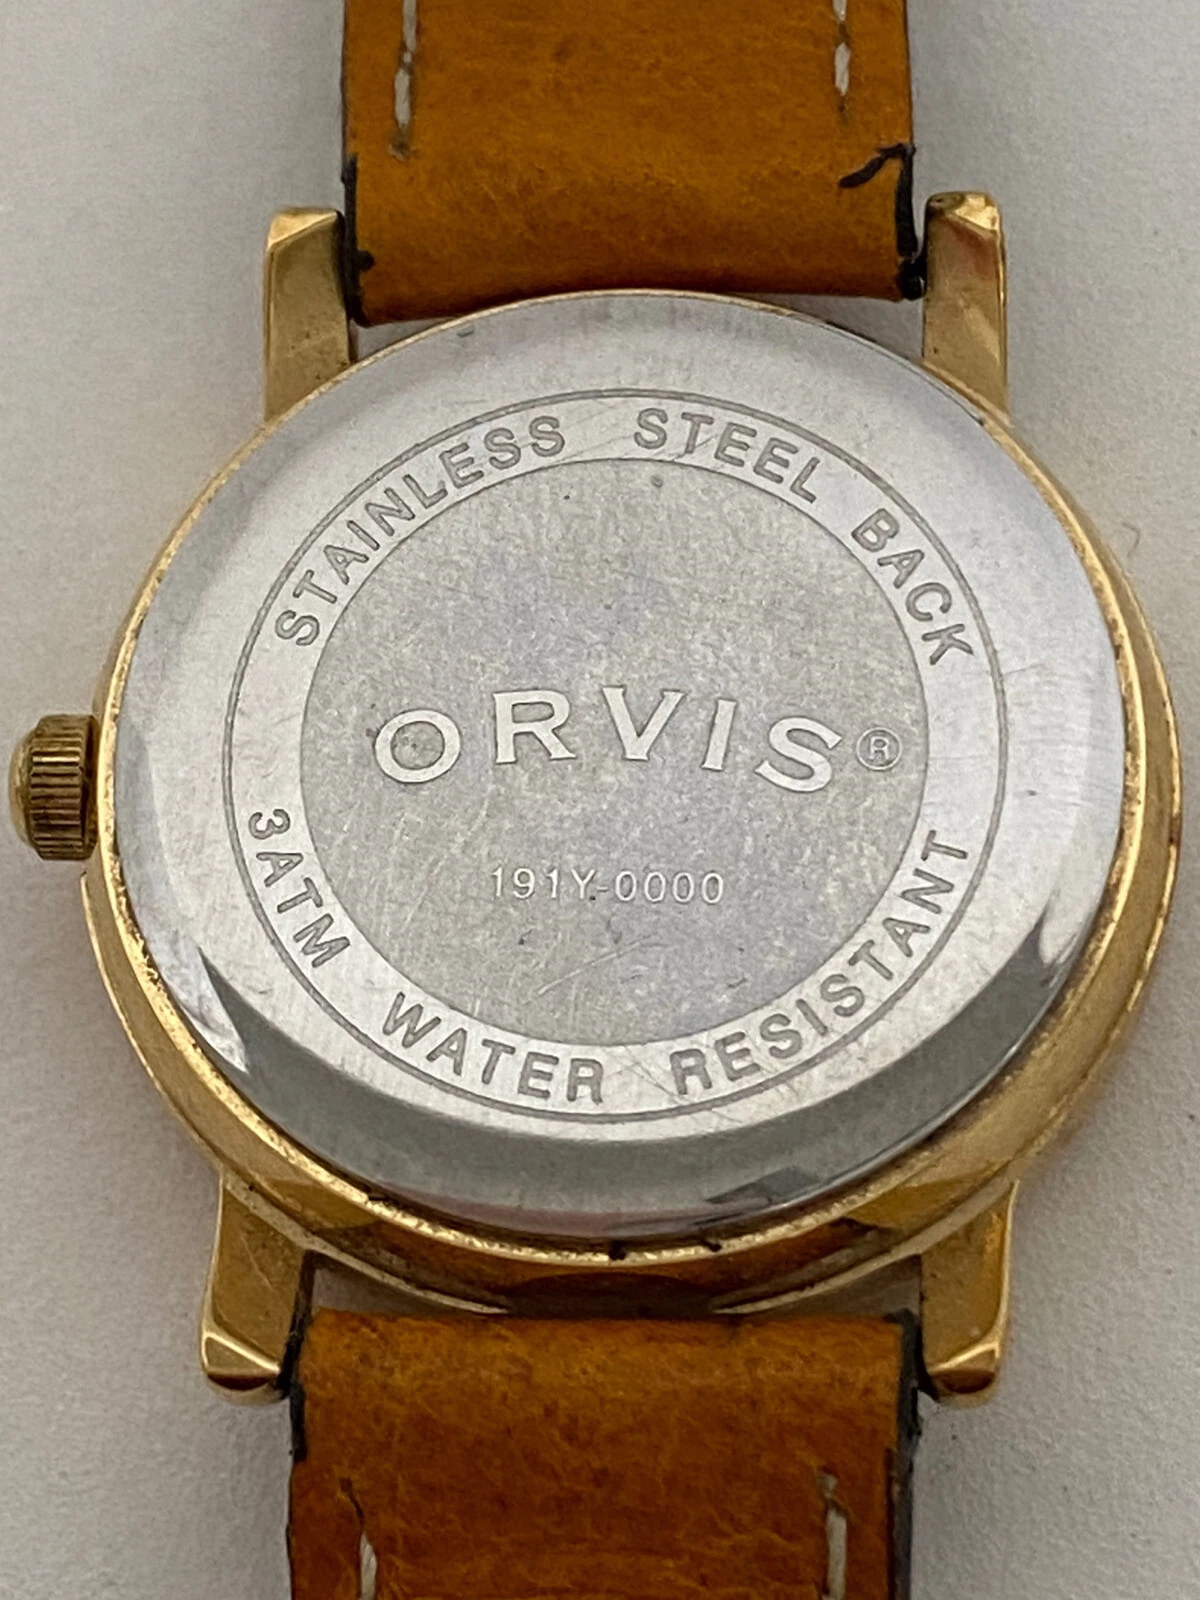 STAINLESS STEEL BACK
ORVIS®
191Y-0000
3ATM WATER RESISTANT